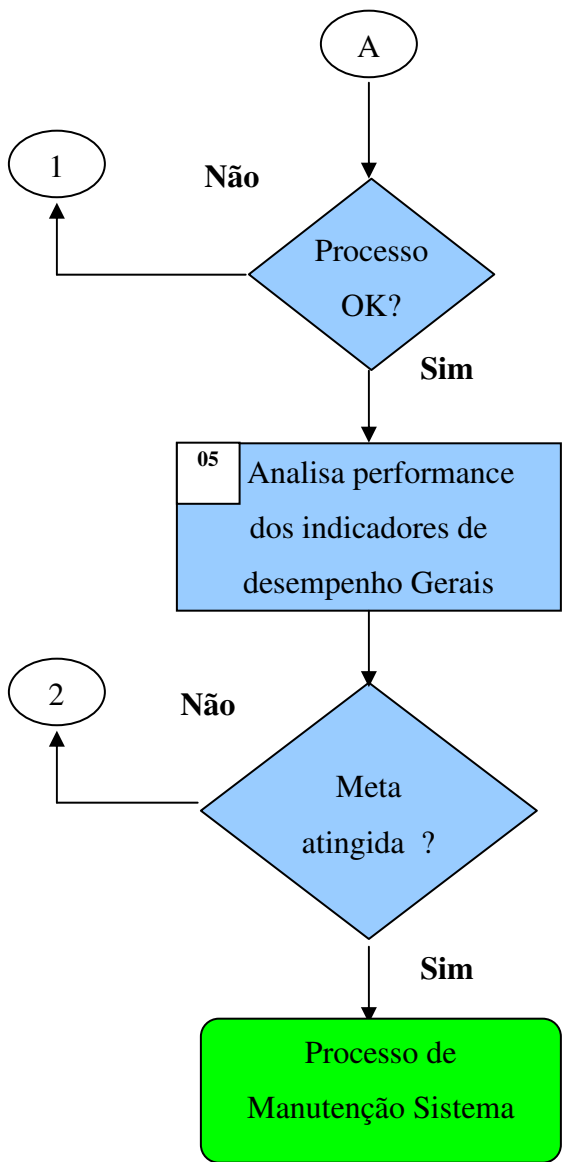 A
1
Não
Processo
OK?
Sim
05
Analisa performance
dos indicadores de
desempenho Gerais
2
Não
Meta
atingida ?
Sim
Processo de
Manutenção Sistema